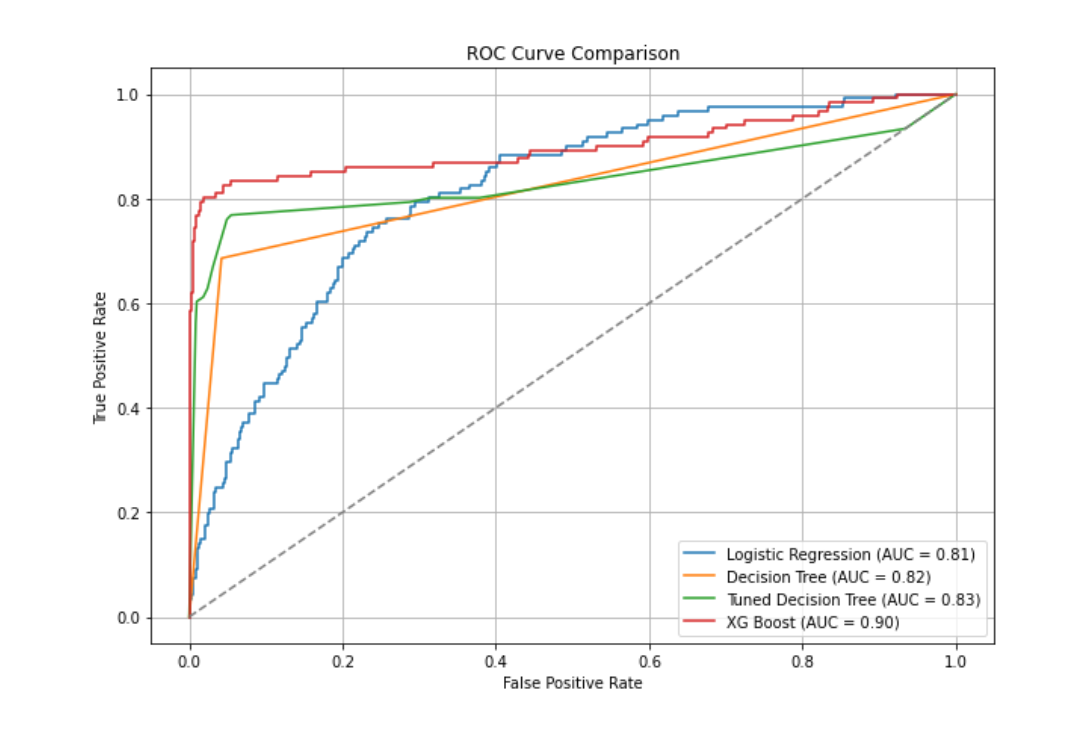 ROC Curve Comparison
1.0
0.8
0.6
0.4
0.2
0.0
True Positive Rate
Logistic Regression (AUC = 0.81)
Decision Tree (AUC = 0.82)
Tuned Decision Tree (AUC = 0.83)
XG Boost (AUC = 0.90)
0.0 0.2 0.4 0.6 0.8 1.0
False Positive Rate